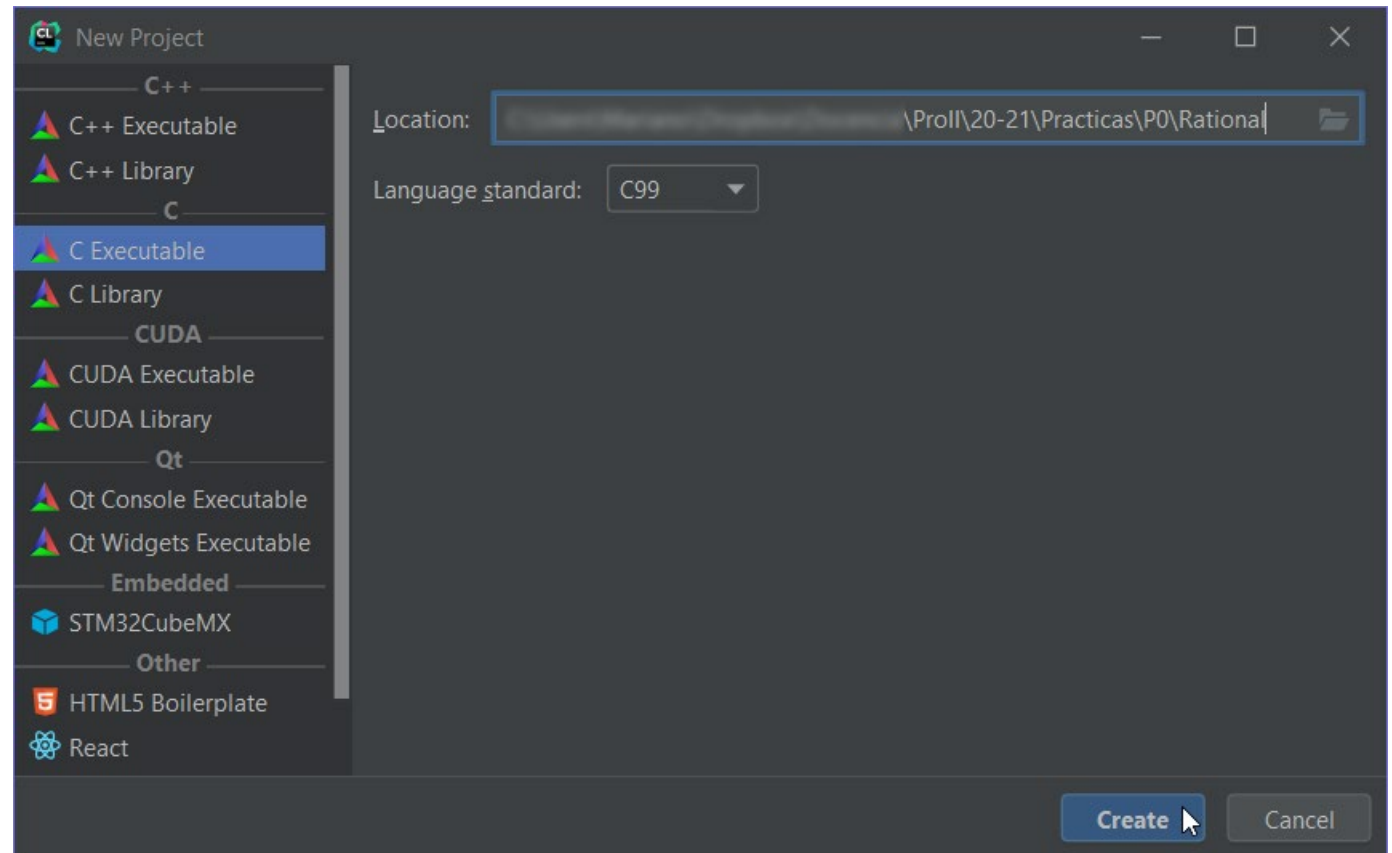 New Project
C++
C++ Executable
C++ Library
C
C Executable
C Library
CUDA
CUDA Executable
CUDA Library
Qt
Qt Console Executable
Qt Widgets Executable
Embedded
STM32CubeMX
Other
HTML5 Boilerplate
React
Location: \ProII\20-21\Practicas\P0\Rational
Language standard: C99
Create Cancel